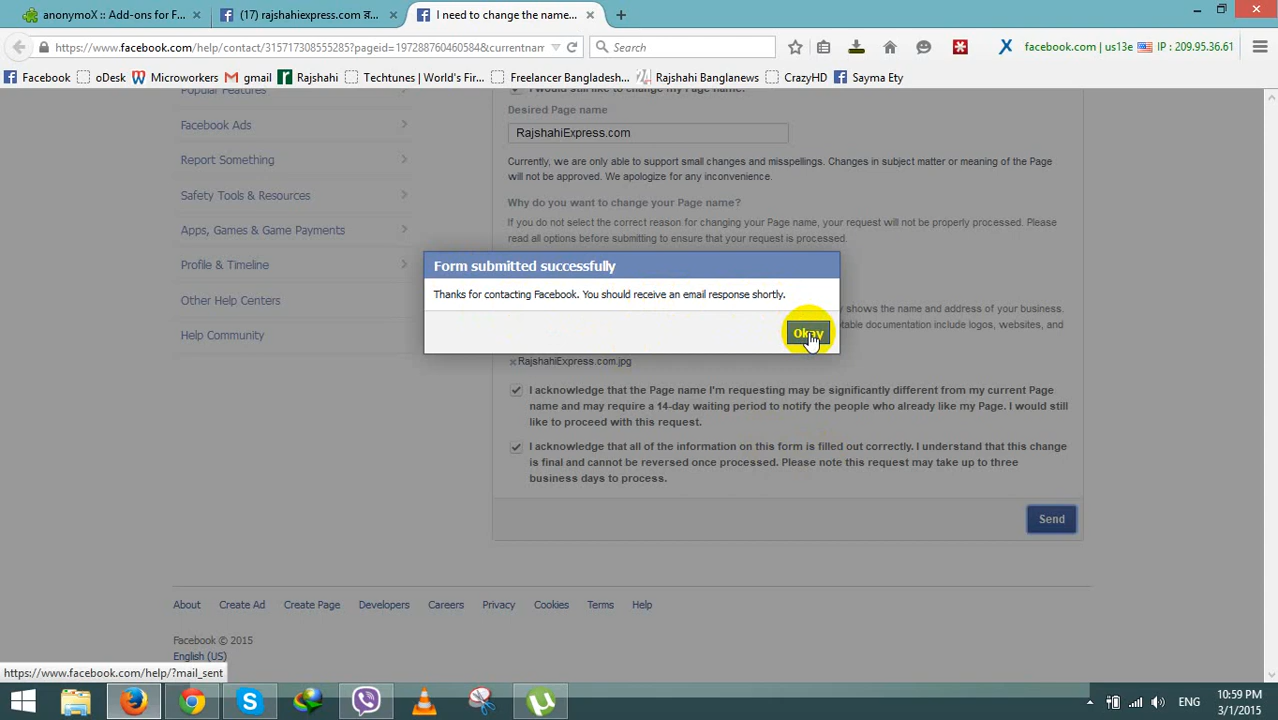 anonymoX :: Add-ons for F...
(17) rajshahiexpress.com
I need to change the name...
https://www.facebook.com/help/contact/315717308555285?pageid=197288760460584&currentnam
Search
facebook.com | us13e
IP : 209.95.36.61
Facebook
oDesk
Microworkers
gmail
Rajshahi
Techtunes | World's Fir...
Freelancer Bangladesh...
Rajshahi Banglanews
CrazyHD
Sayma Ety
Popular Features
Facebook Ads
Report Something
Safety Tools & Resources
Apps, Games & Game Payments
Profile & Timeline
Other Help Centers
Help Community
I would still like to change my Page name.
Desired Page name
RajshahiExpress.com
Currently, we are only able to support small changes and misspellings. Changes in subject matter or meaning of the Page
will not be approved. We apologize for any inconvenience.
Why do you want to change your Page name?
If you do not select the correct reason for changing your Page name, your request will not be properly processed. Please
read all options before submitting to ensure that your request is processed.
Form submitted successfully
Thanks for contacting Facebook. You should receive an email response shortly.
Okay
y shows the name and address of your business.
table documentation include logos, websites, and
RajshahiExpress.com.jpg
I acknowledge that the Page name I'm requesting may be significantly different from my current Page
name and may require a 14-day waiting period to notify the people who already like my Page. I would still
like to proceed with this request.
I acknowledge that all of the information on this form is filled out correctly. I understand that this change
is final and cannot be reversed once processed. Please note this request may take up to three
business days to process.
Send
About
Create Ad
Create Page
Developers
Careers
Privacy
Cookies
Terms
Help
Facebook © 2015
English (US)
https://www.facebook.com/help/?mail_sent
ENG
10:59 PM
3/1/2015